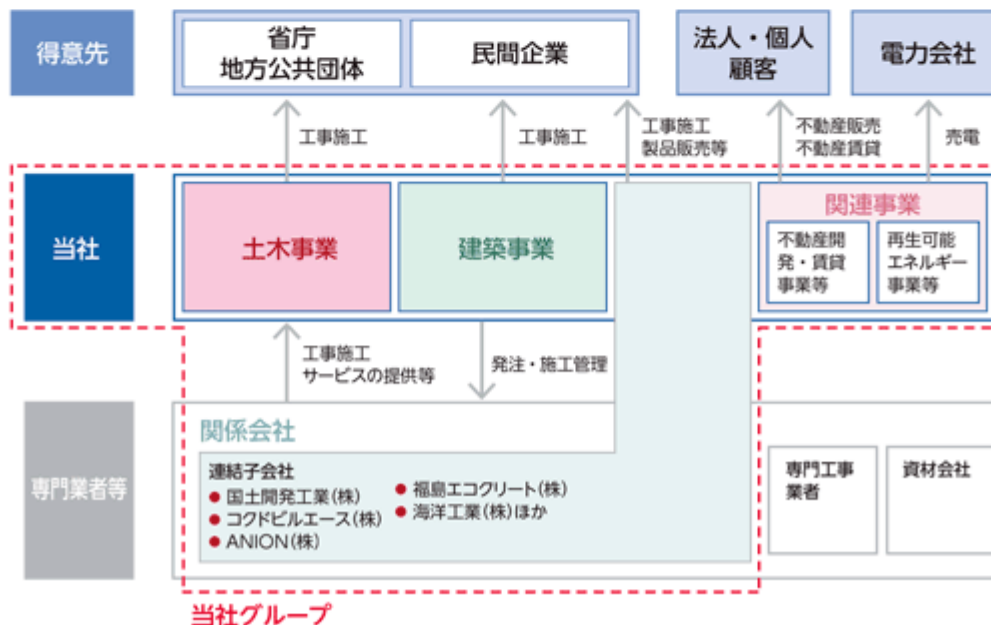 得意先
省庁
地方公共団体
民間企業
法人・個人
顧客
電力会社
工事施工
工事施工
工事施工
製品販売等
不動産販売
不動産賃貸
売電
当社
土木事業
建築事業
関連事業
不動産開
発・賃貸
事業等
再生可能
エネルギー
事業等
工事施工
サービスの提供等
発注・施工管理
専門業者等
関係会社
連結子会社
● 国土開発工業(株)
● コクドビルエース(株)
● ANION(株)
● 福島エコクリート(株)
● 海洋工業(株)ほか
専門工事
業者
資材会社
当社グループ